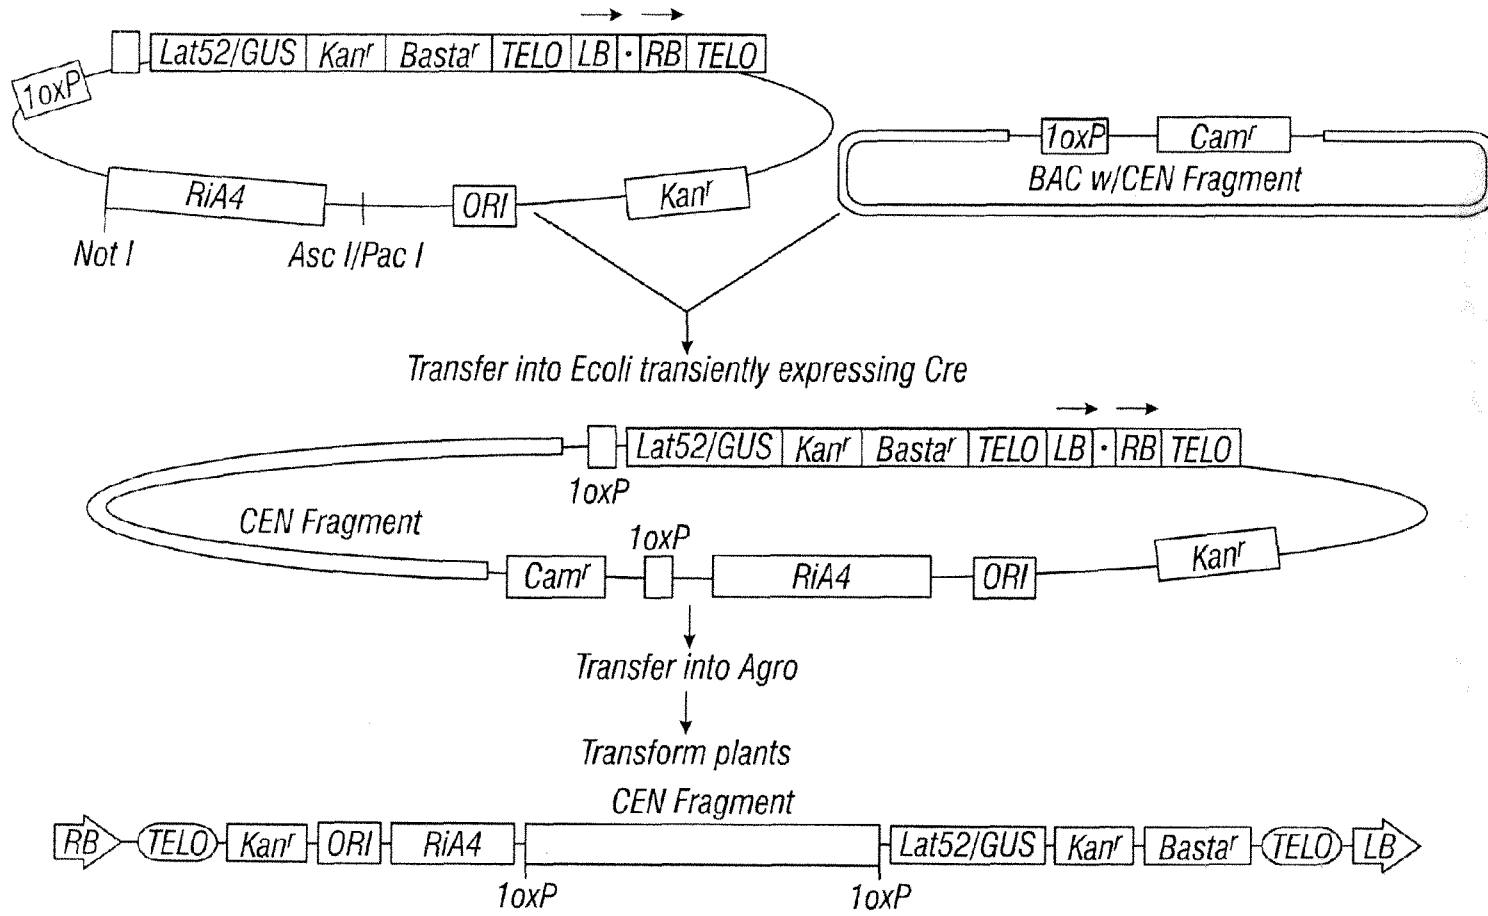 Lat52/GUS Kanʳ Bastaʳ TELO LB · RB TELO
1oxP
1oxP Camʳ
BAC w/CEN Fragment
RiA4 ORI Kanʳ
Not I Asc I/Pac I
Transfer into Ecoli transiently expressing Cre
Lat52/GUS Kanʳ Bastaʳ TELO LB · RB TELO
1oxP
CEN Fragment
1oxP
Camʳ RiA4 ORI Kanʳ
Transfer into Agro
Transform plants
CEN Fragment
RB TELO Kanʳ ORI RiA4 Lat52/GUS Kanʳ Bastaʳ TELO LB
1oxP 1oxP